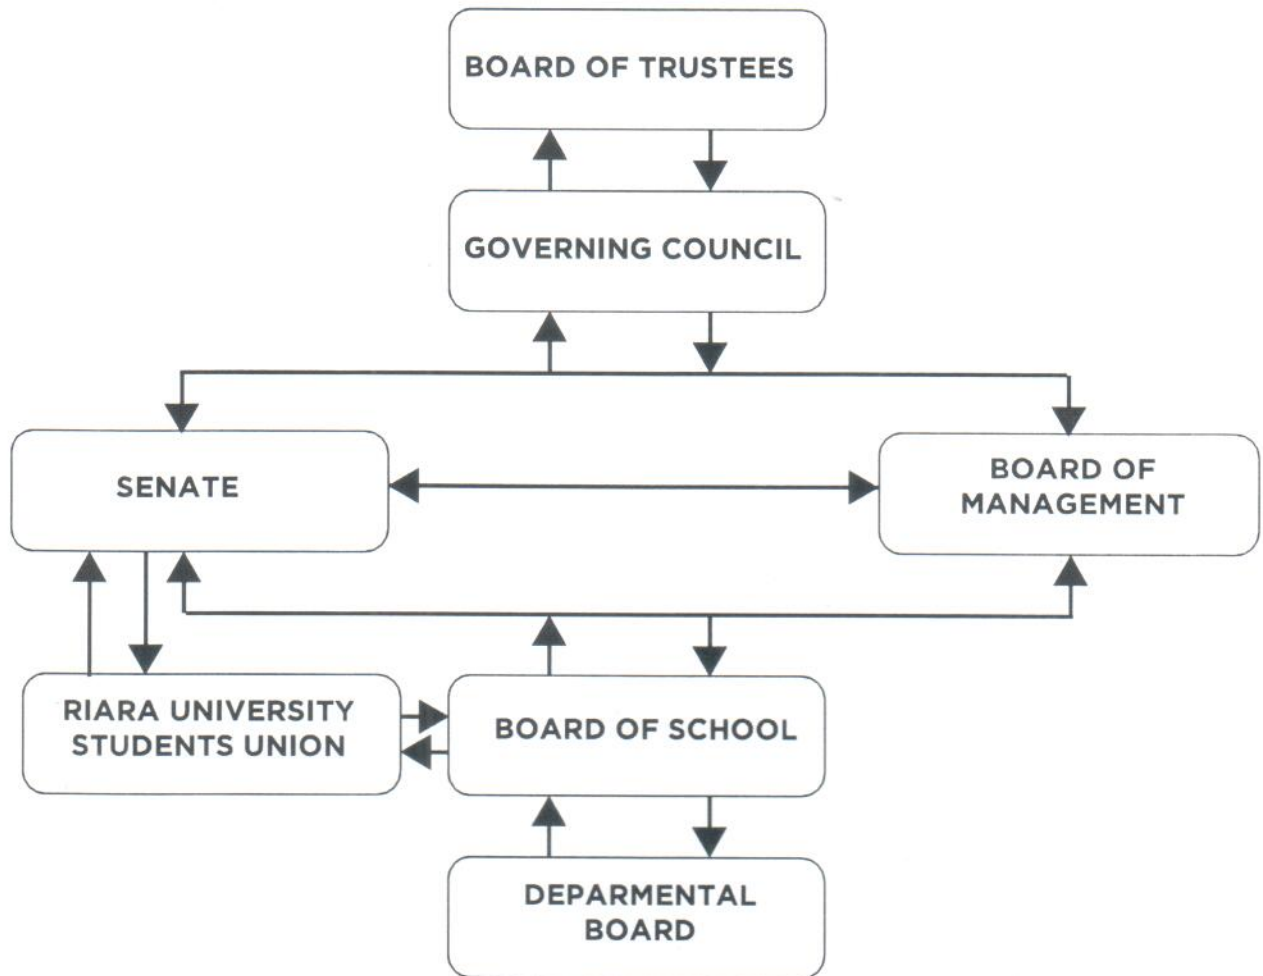 BOARD OF TRUSTEES
GOVERNING COUNCIL
SENATE
BOARD OF
MANAGEMENT
RIARA UNIVERSITY
STUDENTS UNION
BOARD OF SCHOOL
DEPARMENTAL
BOARD